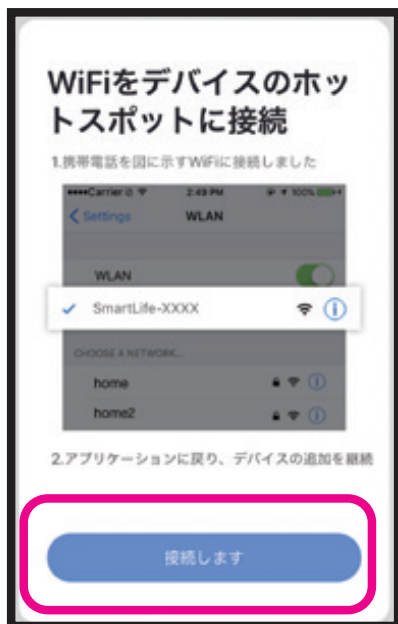 WiFiをデバイスのホッ
トスポットに接続
1.携帯電話を図に示すWiFiに接続しました
Carrier 2:49 PM 100%
Settings WLAN
WLAN
SmartLife-XXXX
CHOOSE A NETWORK...
home
home2
2.アプリケーションに戻り、デバイスの追加を継続
接続します